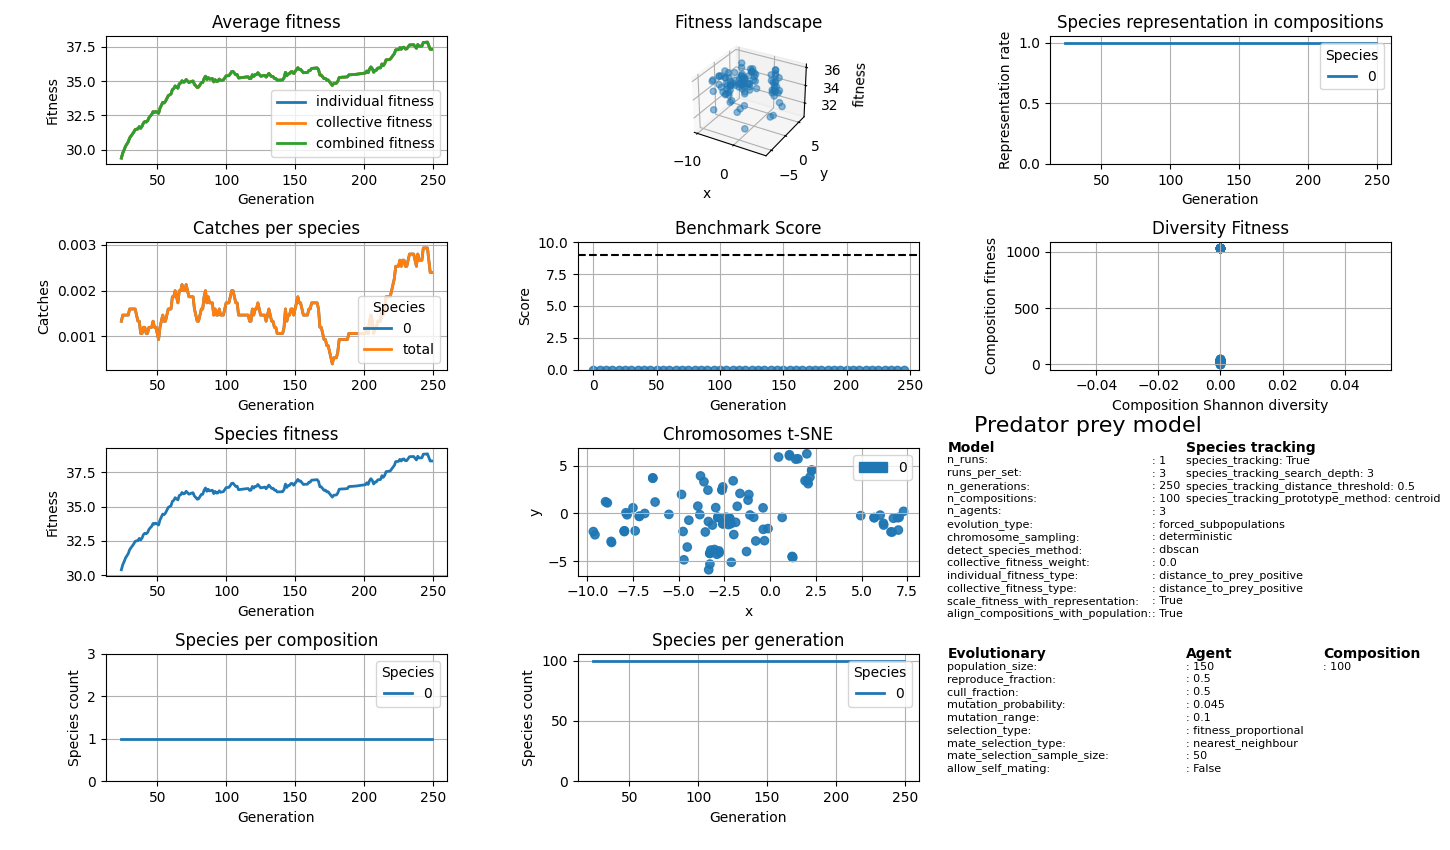 Average fitness
37.5
35.0
32.5
30.0
Fitness
individual fitness
collective fitness
combined fitness
50
100
150
200
250
Generation
Fitness landscape
36
34
32
fitness
−10
0
x
5
0
−5
y
Species representation in compositions
1.0
0.5
0.0
Representation rate
Species
0
50
100
150
200
250
Generation
Catches per species
0.003
0.002
0.001
Catches
Species
0
total
50
100
150
200
250
Generation
Benchmark Score
10.0
7.5
5.0
2.5
0.0
Score
0
50
100
150
200
250
Generation
Diversity Fitness
1000
500
0
Composition fitness
−0.04
−0.02
0.00
0.02
0.04
Composition Shannon diversity
Species fitness
37.5
35.0
32.5
30.0
Fitness
50
100
150
200
250
Generation
Chromosomes t-SNE
5
0
−5
y
0
−10.0
−7.5
−5.0
−2.5
0.0
2.5
5.0
7.5
x
Predator prey model
Model
n_runs: : 1
runs_per_set: : 3
n_generations: : 250
n_compositions: : 100
n_agents: : 3
evolution_type: : forced_subpopulations
chromosome_sampling: : deterministic
detect_species_method: : dbscan
collective_fitness_weight: : 0.0
individual_fitness_type: : distance_to_prey_positive
collective_fitness_type: : distance_to_prey_positive
scale_fitness_with_representation: : True
align_compositions_with_population: : True
Species tracking
species_tracking: True
species_tracking_search_depth: 3
species_tracking_distance_threshold: 0.5
species_tracking_prototype_method: centroid
Species per composition
3
2
1
0
Species count
Species
0
50
100
150
200
250
Generation
Species per generation
100
50
0
Species count
Species
0
50
100
150
200
250
Generation
Evolutionary Agent Composition
population_size: : 150 : 100
reproduce_fraction: : 0.5
cull_fraction: : 0.5
mutation_probability: : 0.045
mutation_range: : 0.1
selection_type: : fitness_proportional
mate_selection_type: : nearest_neighbour
mate_selection_sample_size: : 50
allow_self_mating: : False